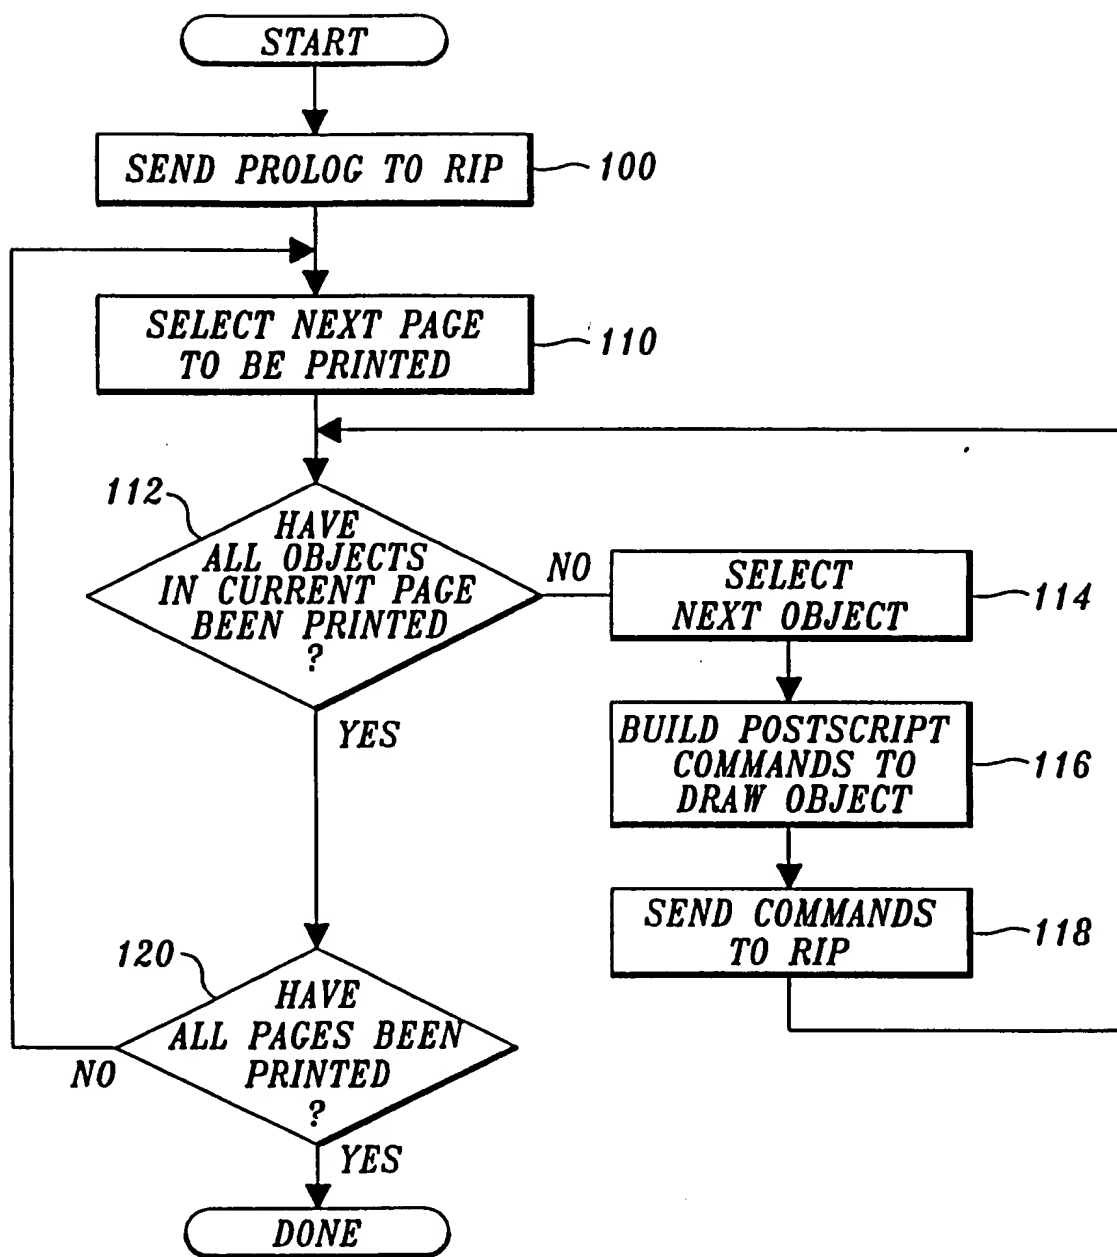 START
SEND PROLOG TO RIP
100
SELECT NEXT PAGE
TO BE PRINTED
110
112
HAVE
ALL OBJECTS
IN CURRENT PAGE
BEEN PRINTED
?
NO
SELECT
NEXT OBJECT
114
YES
BUILD POSTSCRIPT
COMMANDS TO
DRAW OBJECT
116
SEND COMMANDS
TO RIP
118
120
HAVE
ALL PAGES BEEN
PRINTED
?
NO
YES
DONE